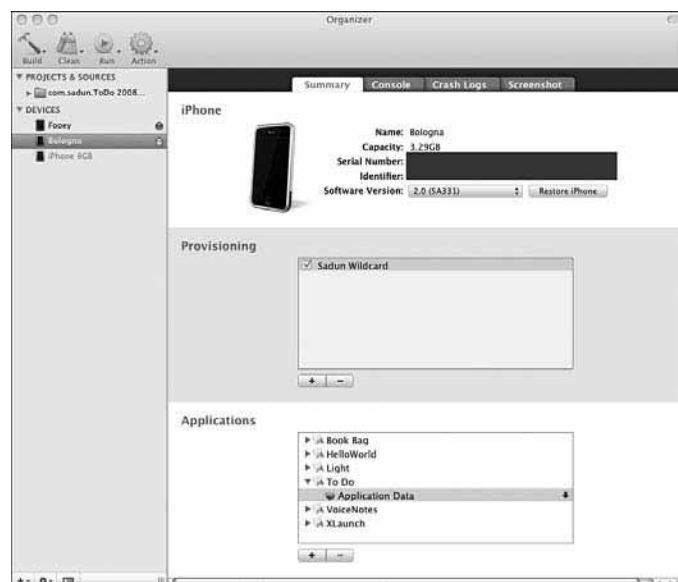 Organizer
Build
Clean
Run
Action
PROJECTS & SOURCES
com.sadun.ToDo 2008...
DEVICES
Fooey
Bologna
iPhone 8GB
Summary
Console
Crash Logs
Screenshot
iPhone
Name: Bologna
Capacity: 3.29GB
Serial Number:
Identifier:
Software Version: 2.0 (5A331)
Restore iPhone
Provisioning
Sadun Wildcard
+ −
Applications
Book Bag
HelloWorld
Light
To Do
Application Data
VoiceNotes
XLaunch
+ −